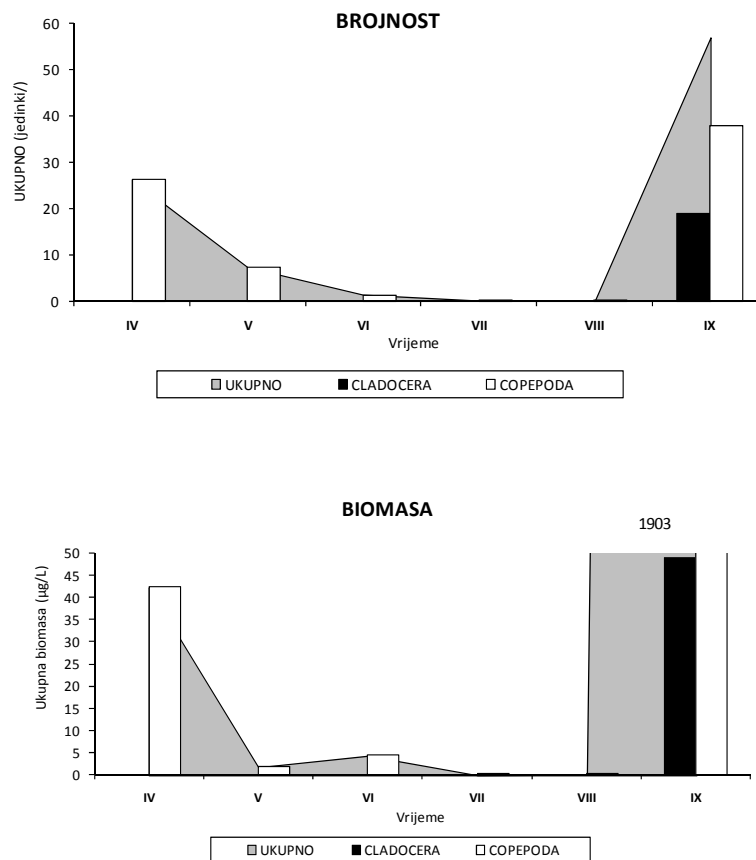 BROJNOST
UKUPNO (jedinki/)
60
50
40
30
20
10
0
IV V VI VII VIII IX
Vrijeme
UKUPNO CLADOCERA COPEPODA
BIOMASA
1903
Ukupna biomasa (µg/L)
50
45
40
35
30
25
20
15
10
5
0
IV V VI VII VIII IX
Vrijeme
UKUPNO CLADOCERA COPEPODA